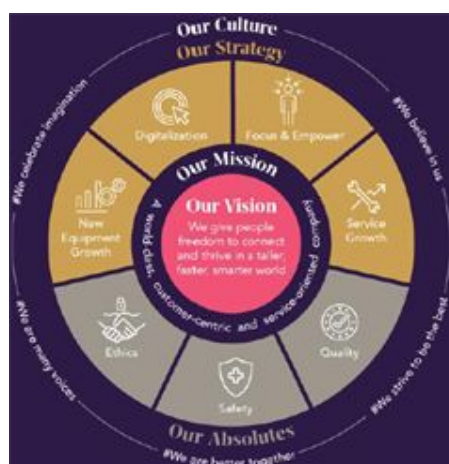 Our Culture
Our Strategy
#We celebrate imagination
#We believe in us
Digitalization
Focus & Empower
New
Equipment
Growth
Service
Growth
Our Mission
A world-class, customer-centric and service-oriented company
Our Vision
We give people
freedom to connect
and thrive in a taller,
faster, smarter world
Ethics
Quality
Safety
Our Absolutes
#We are many voices
#We strive to be the best
#We are better together